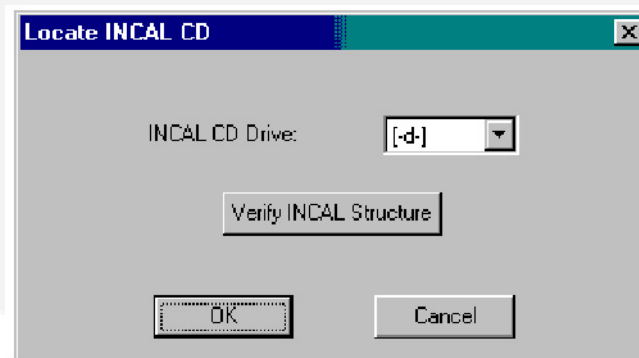 Locate INCAL CD
INCAL CD Drive: [-d-]
Verify INCAL Structure
OK Cancel